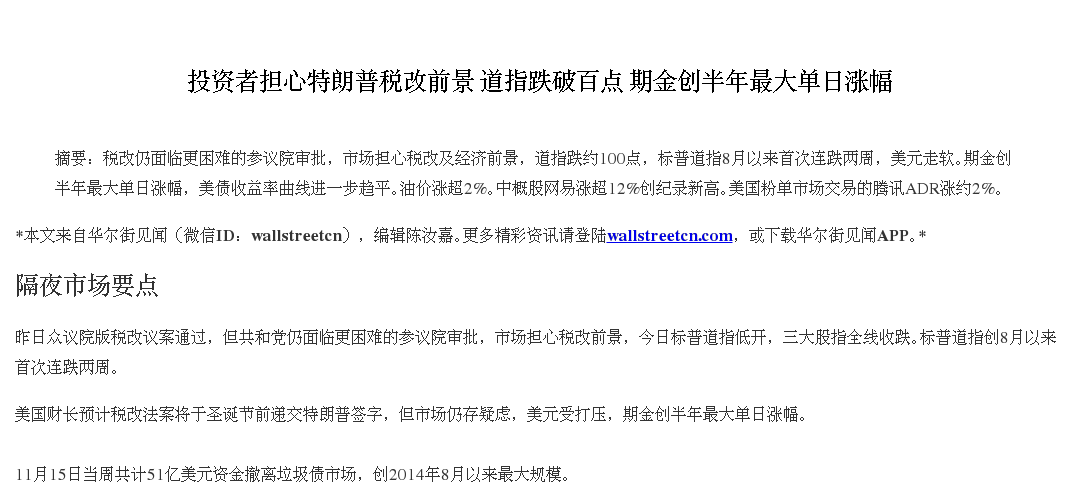 投资者担心特朗普税改前景 道指跌破百点 期金创半年最大单日涨幅
摘要：税改仍面临更困难的参议院审批，市场担心税改及经济前景，道指跌约100点，标普道指8月以来首次连跌两周，美元走软。期金创
半年最大单日涨幅，美债收益率曲线进一步趋平。油价涨超2%。中概股网易涨超12%创纪录新高。美国粉单市场交易的腾讯ADR涨约2%。
*本文来自华尔街见闻（微信ID：wallstreetcn），编辑陈汝嘉。更多精彩资讯请登陆wallstreetcn.com，或下载华尔街见闻APP。*
隔夜市场要点
昨日众议院版税改议案通过，但共和党仍面临更困难的参议院审批，市场担心税改前景，今日标普道指低开，三大股指全线收跌。标普道指创8月以来
首次连跌两周。
美国财长预计税改法案将于圣诞节前递交特朗普签字，但市场仍存疑虑，美元受打压，期金创半年最大单日涨幅。
11月15日当周共计51亿美元资金撤离垃圾债市场，创2014年8月以来最大规模。